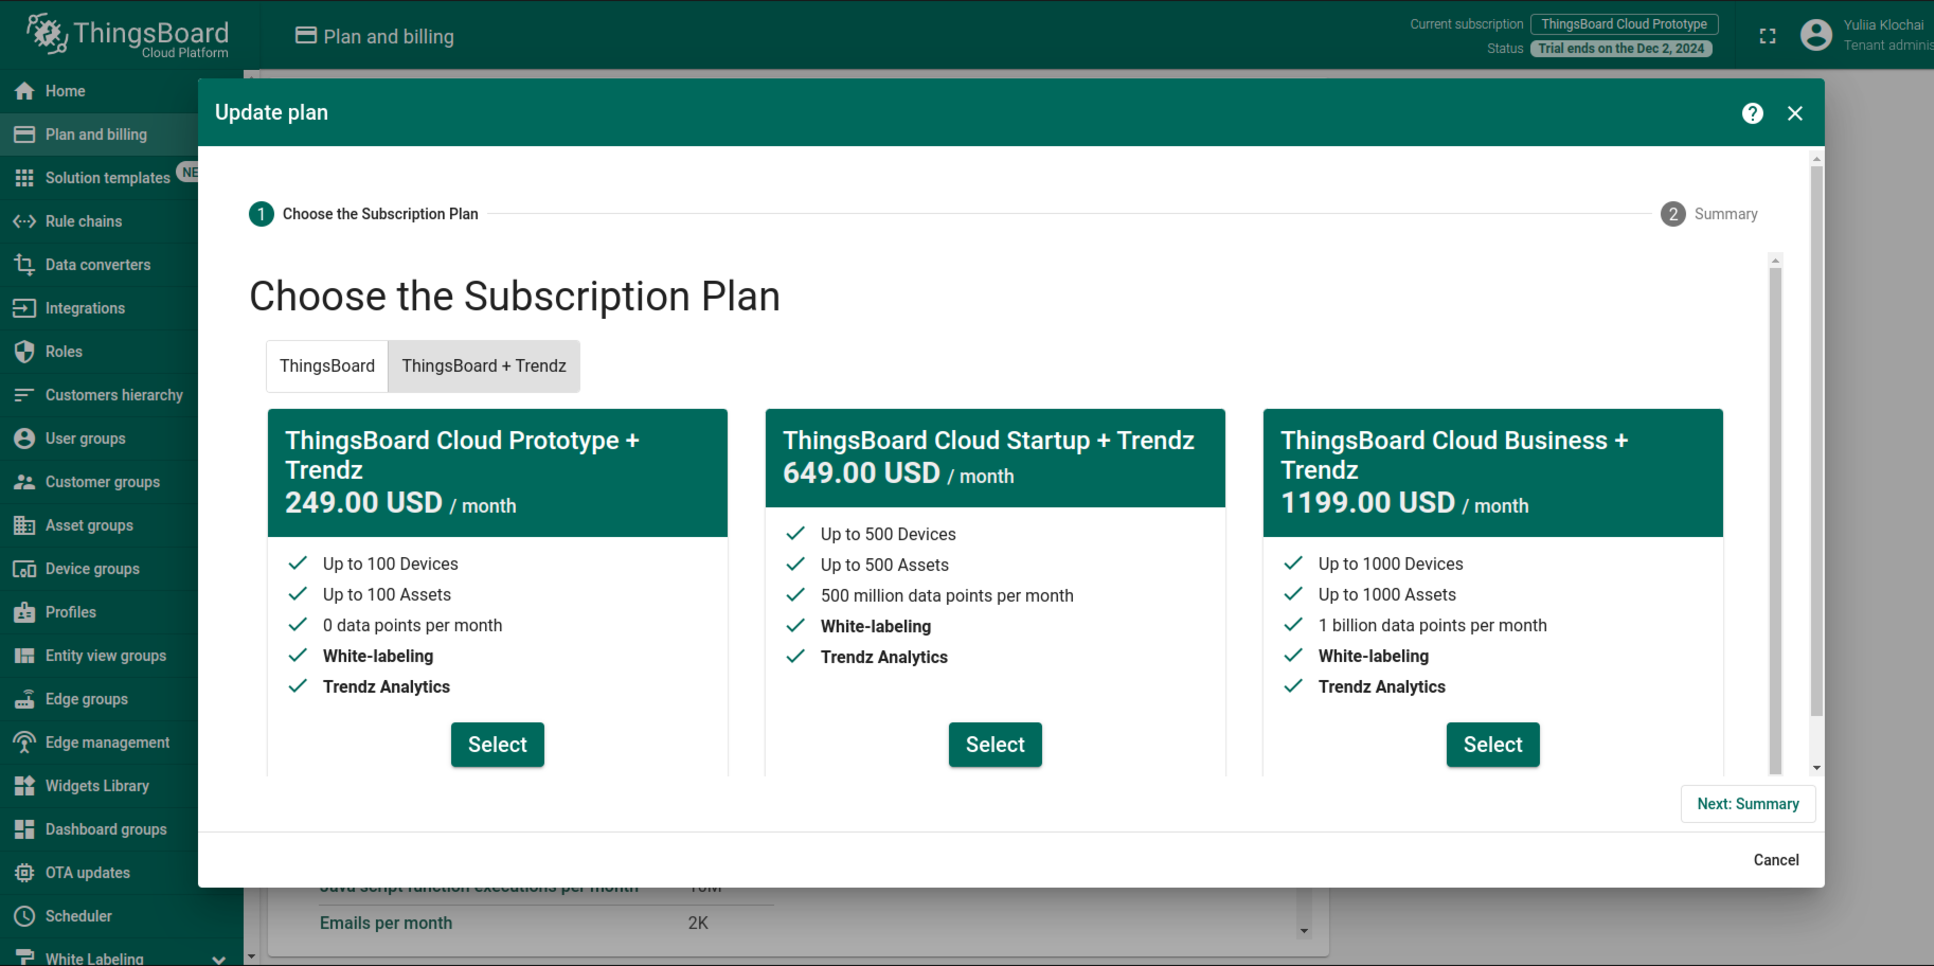 ThingsBoard
Cloud Platform
Plan and billing
Current subscription
ThingsBoard Cloud Prototype
Status
Trial ends on the Dec 2, 2024
Yuliia Klochai
Tenant adminis
Home
Plan and billing
Solution templates
NE
Rule chains
Data converters
Integrations
Roles
Customers hierarchy
User groups
Customer groups
Asset groups
Device groups
Profiles
Entity view groups
Edge groups
Edge management
Widgets Library
Dashboard groups
OTA updates
Scheduler
White Labeling
Update plan
?
1
Choose the Subscription Plan
2
Summary
Choose the Subscription Plan
ThingsBoard
ThingsBoard + Trendz
ThingsBoard Cloud Prototype +
Trendz
249.00 USD / month
Up to 100 Devices
Up to 100 Assets
0 data points per month
White-labeling
Trendz Analytics
Select
ThingsBoard Cloud Startup + Trendz
649.00 USD / month
Up to 500 Devices
Up to 500 Assets
500 million data points per month
White-labeling
Trendz Analytics
Select
ThingsBoard Cloud Business +
Trendz
1199.00 USD / month
Up to 1000 Devices
Up to 1000 Assets
1 billion data points per month
White-labeling
Trendz Analytics
Select
Next: Summary
Cancel
Java script function executions per month
10M
Emails per month
2K